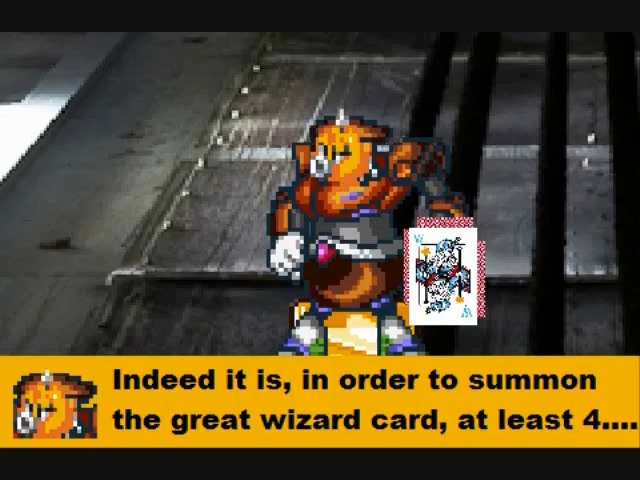 W
Indeed it is, in order to summon
the great wizard card, at least 4....
W